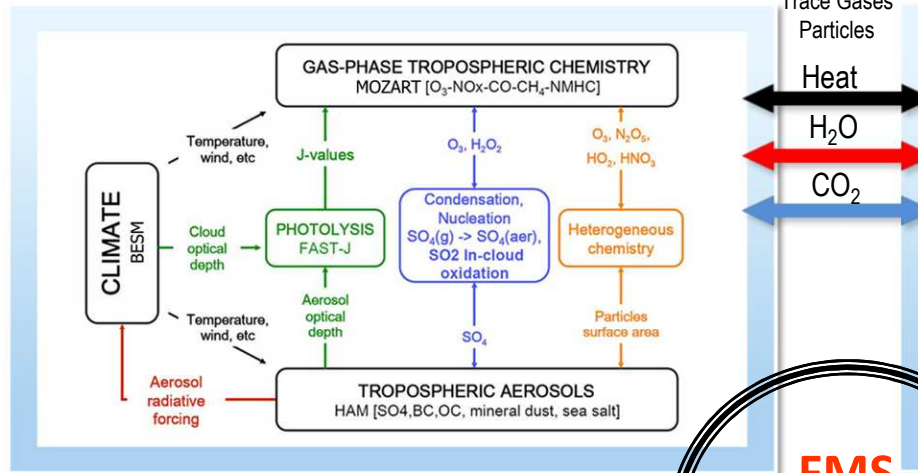 Trace Gases
Particles
Heat
H₂O
CO₂
GAS-PHASE TROPOSPHERIC CHEMISTRY
MOZART [O₃-NOx-CO-CH₄-NMHC]
Temperature,
wind, etc
J-values
O₃, H₂O₂
O₃, N₂O₅,
HO₂, HNO₃
CLIMATE
BESM
Cloud
optical
depth
PHOTOLYSIS
FAST-J
Condensation,
Nucleation
SO₄(g) -> SO₄(aer),
SO2 In-cloud
oxidation
Heterogeneous
chemistry
Temperature,
wind, etc
Aerosol
optical
depth
SO₄
Particles
surface area
Aerosol
radiative
forcing
TROPOSPHERIC AEROSOLS
HAM [SO4,BC,OC, mineral dust, sea salt]